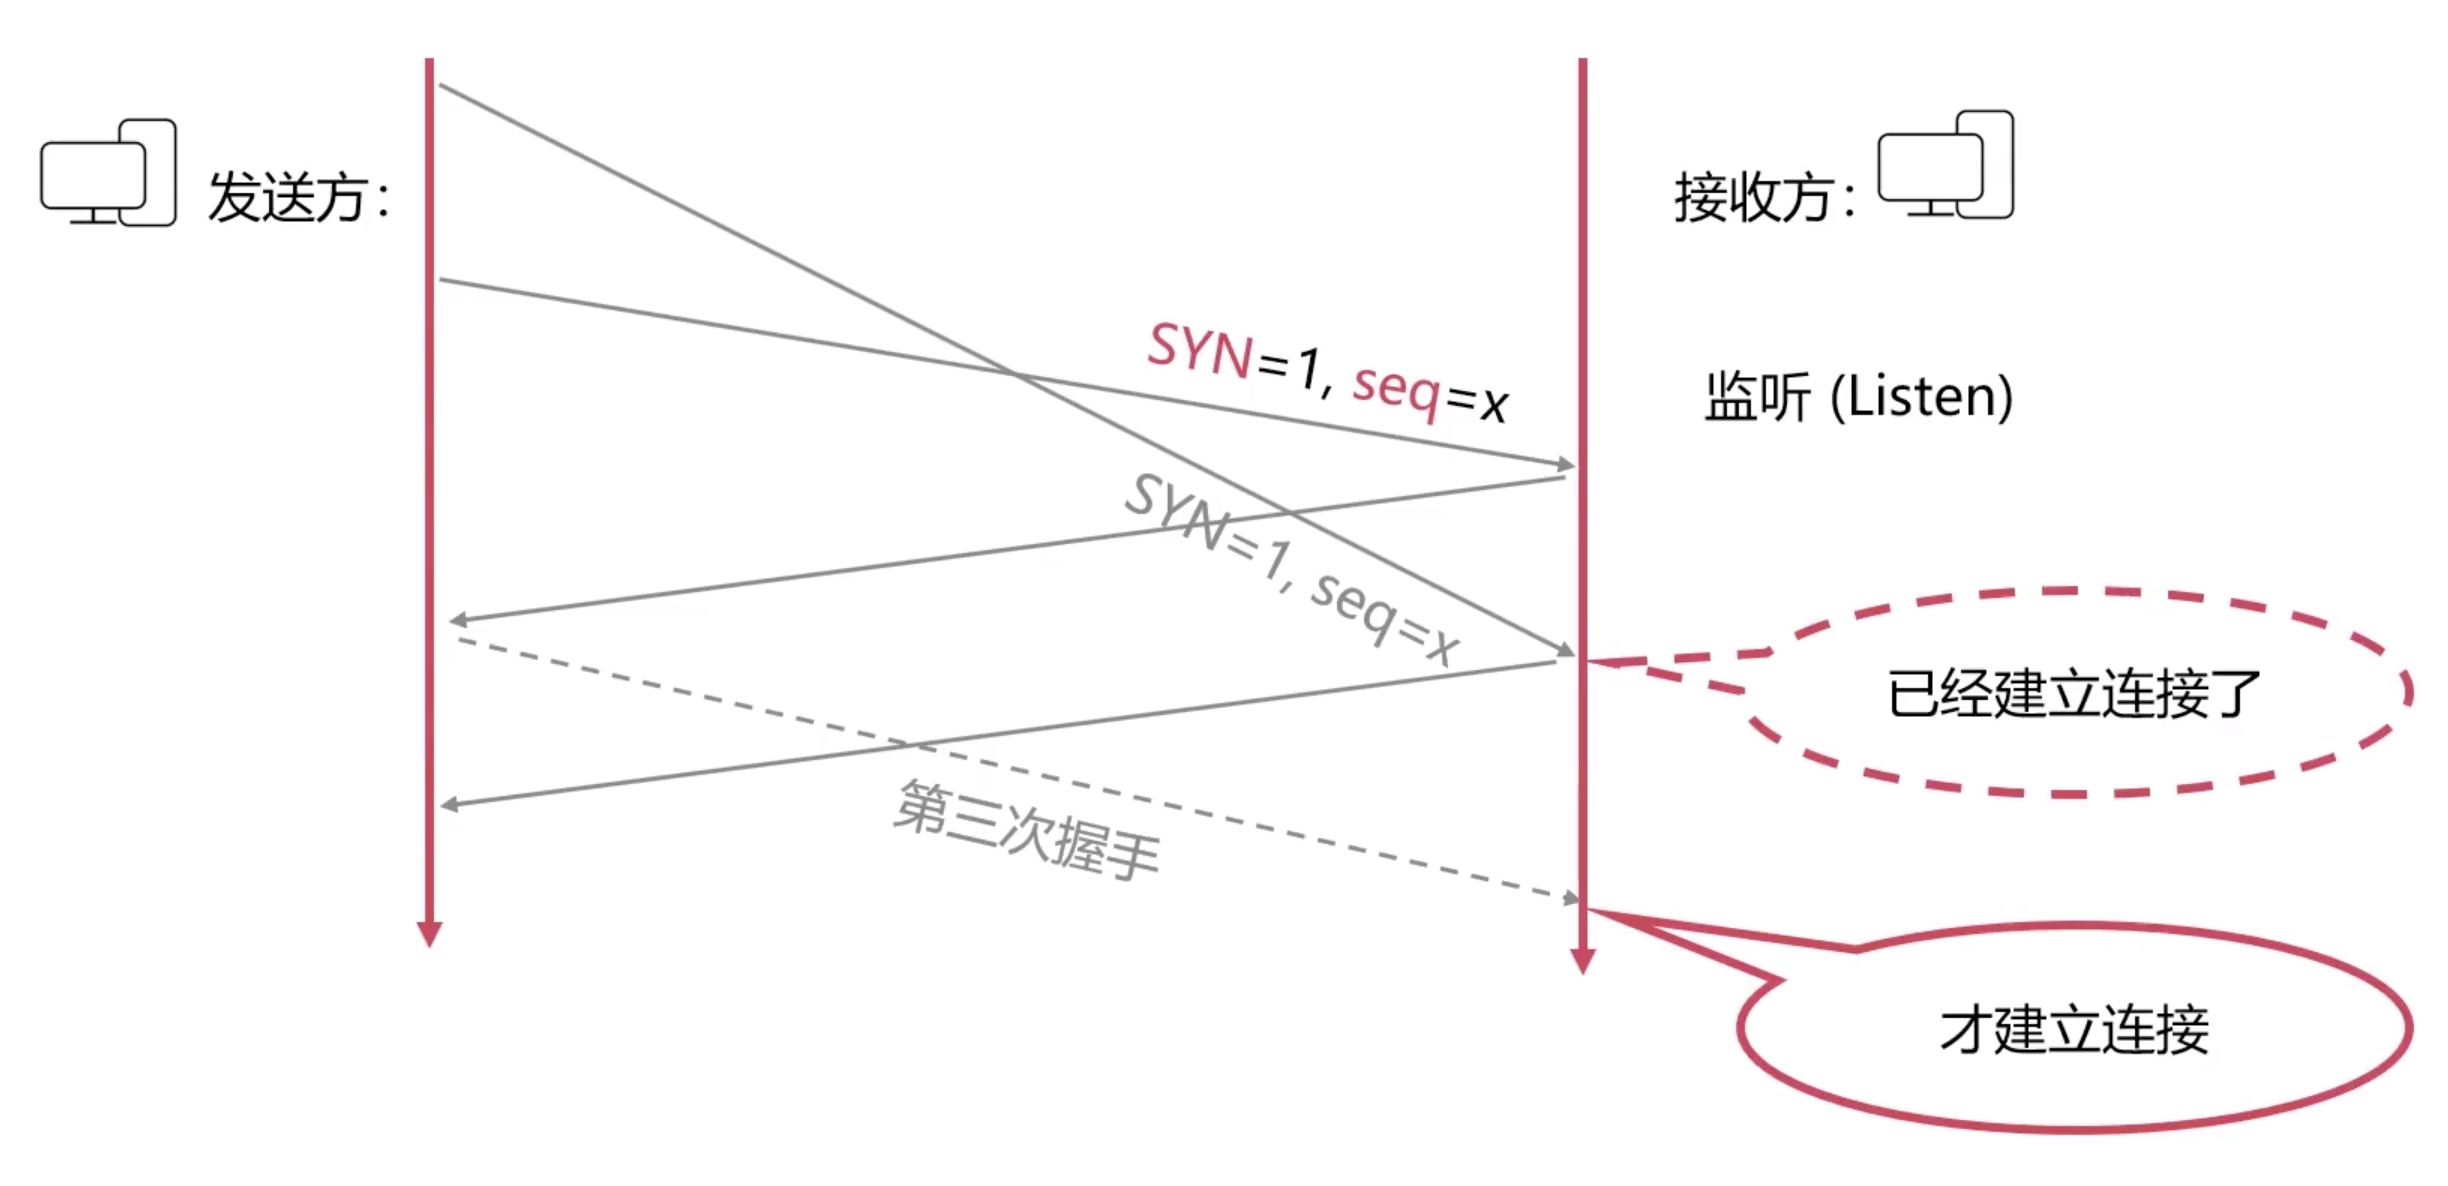 发送方：
接收方：
SYN=1, seq=x
监听 (Listen)
SYN=1, seq=x
已经建立连接了
第三次握手
才建立连接